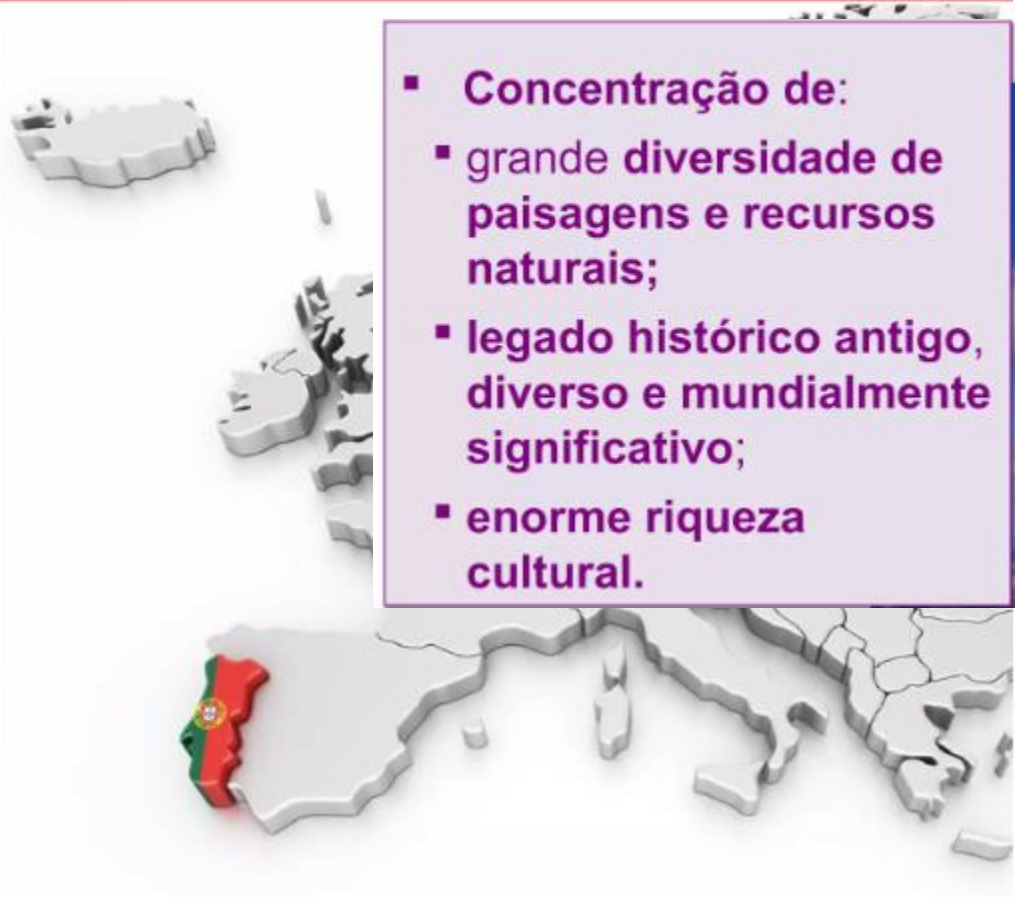 ▪ Concentração de:
▪ grande diversidade de
paisagens e recursos
naturais;
▪ legado histórico antigo,
diverso e mundialmente
significativo;
▪ enorme riqueza
cultural.